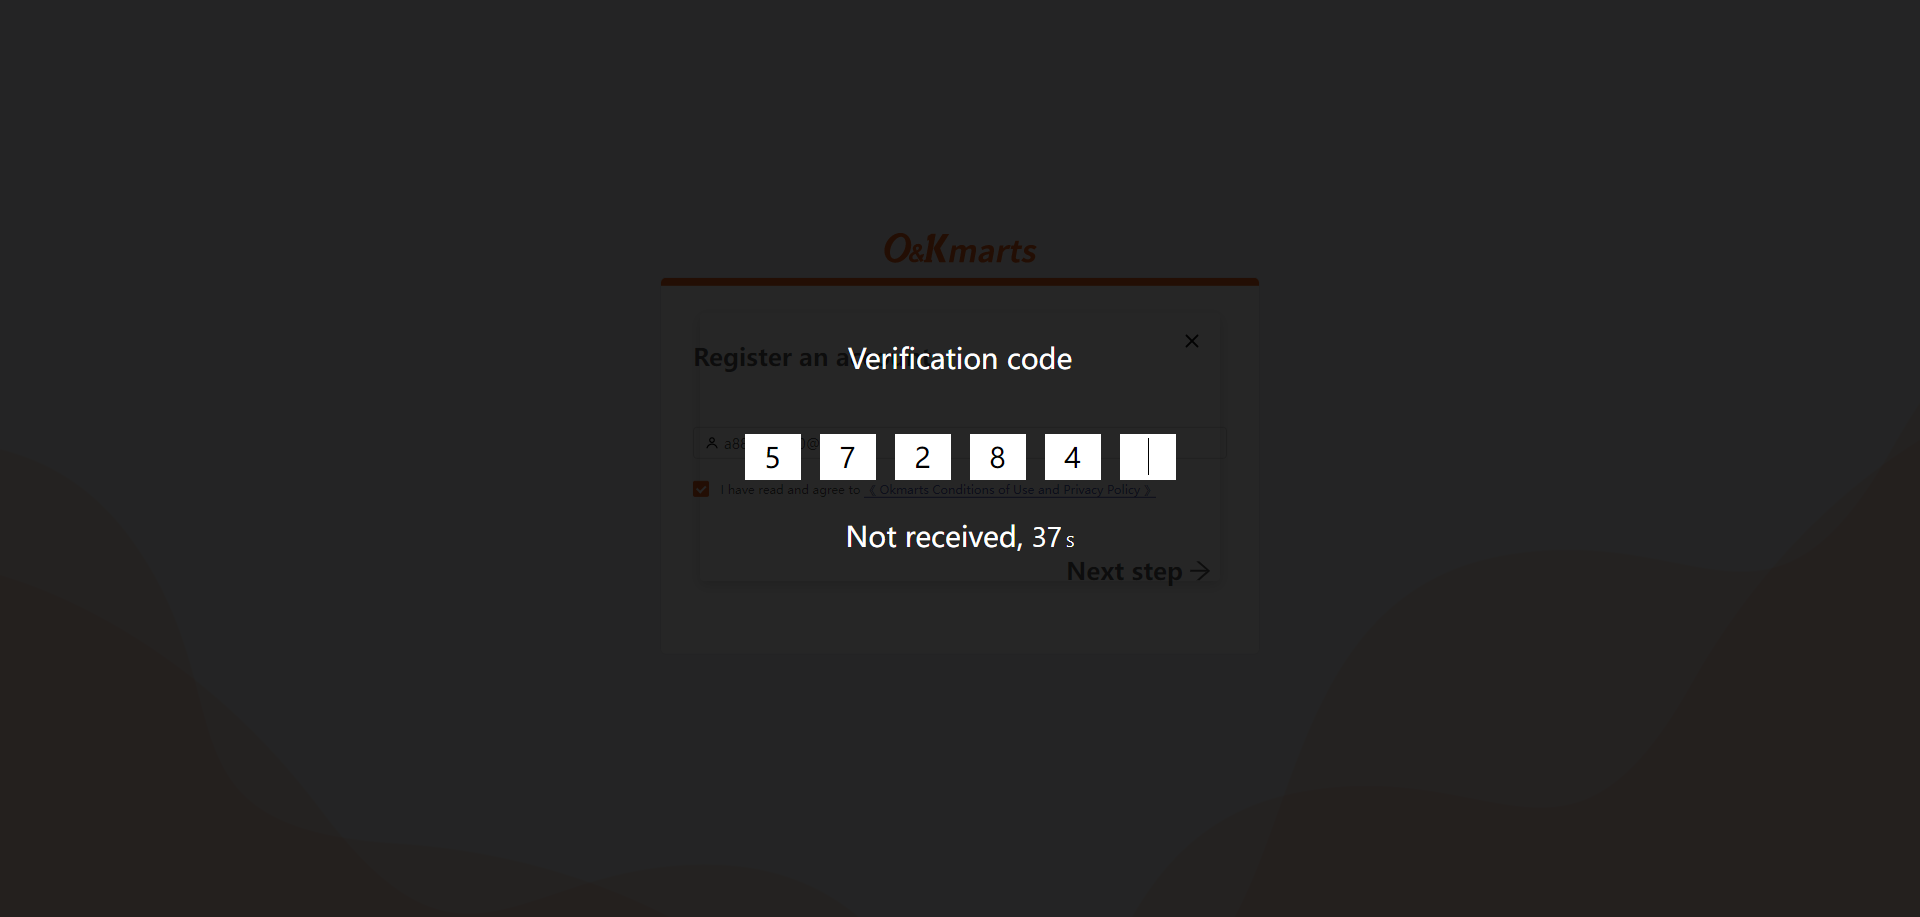 O&Kmarts
Register an a
Verification code
5 7 2 8 4
I have read and agree to 《 Okmarts Conditions of Use and Privacy Policy 》
Not received, 37 s
Next step